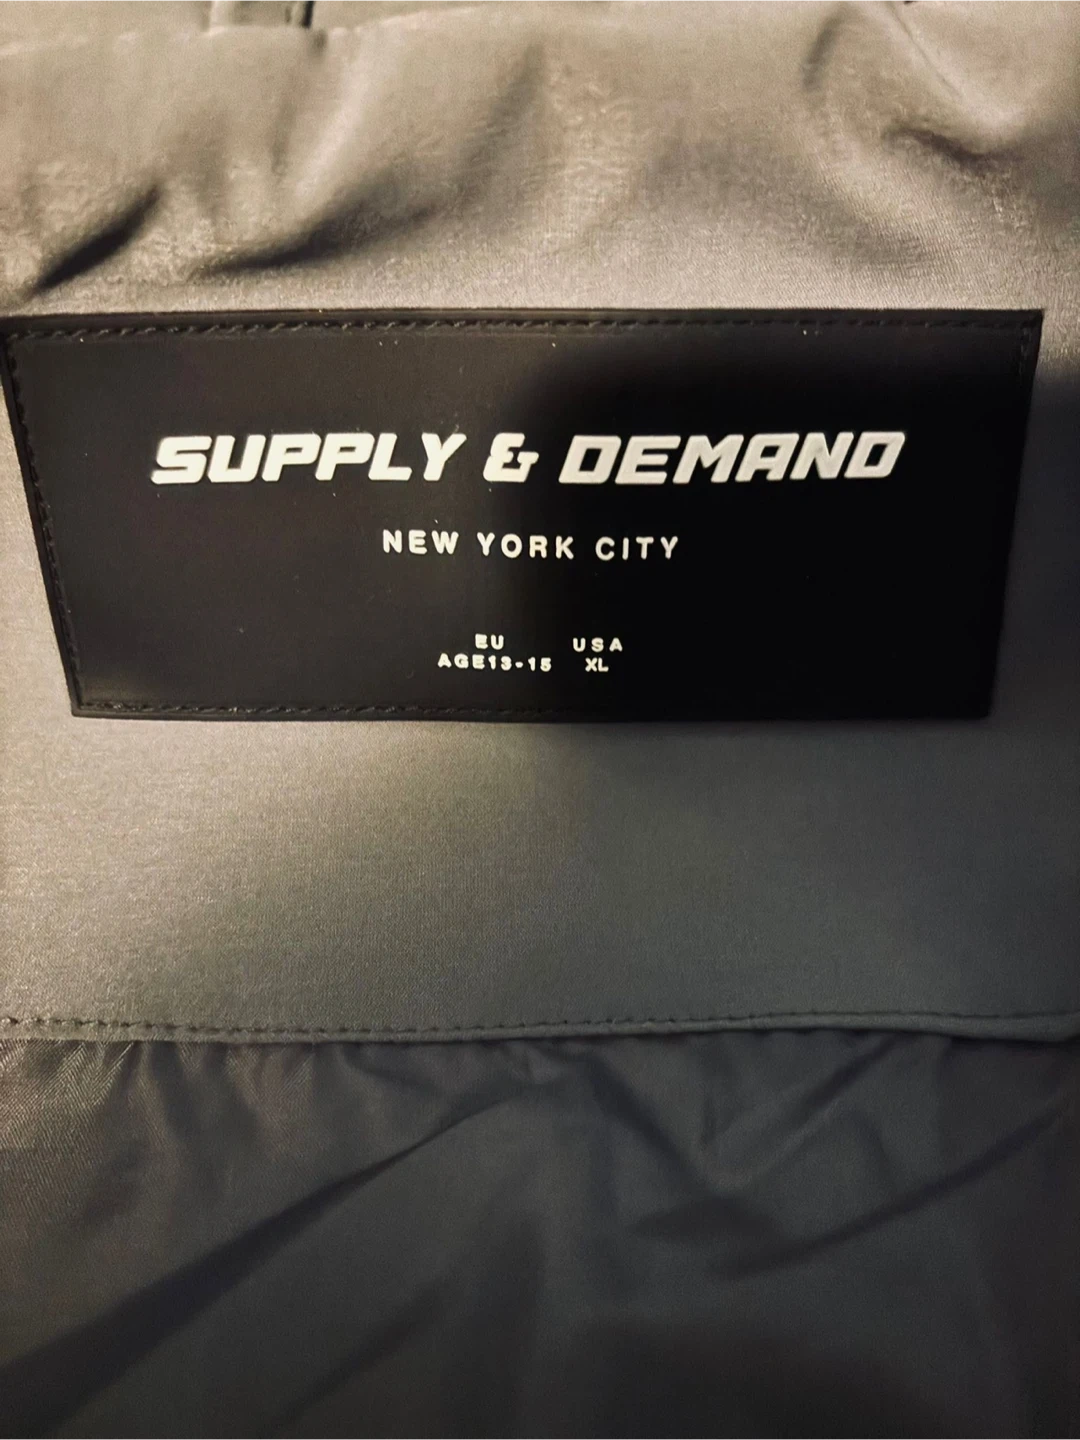 SUPPLY & DEMAND
NEW YORK CITY
EU USA
AGE13-15 XL